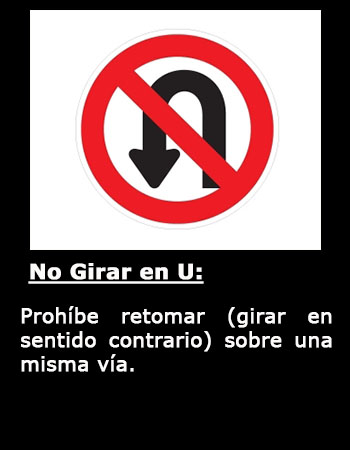 No Girar en U:
Prohíbe retomar (girar en
sentido contrario) sobre una
misma vía.